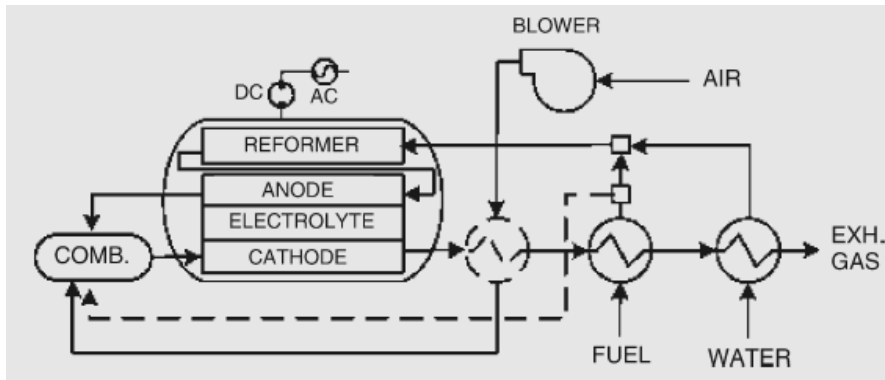 BLOWER
AIR
DC
AC
REFORMER
ANODE
ELECTROLYTE
COMB.
CATHODE
EXH.
GAS
FUEL
WATER